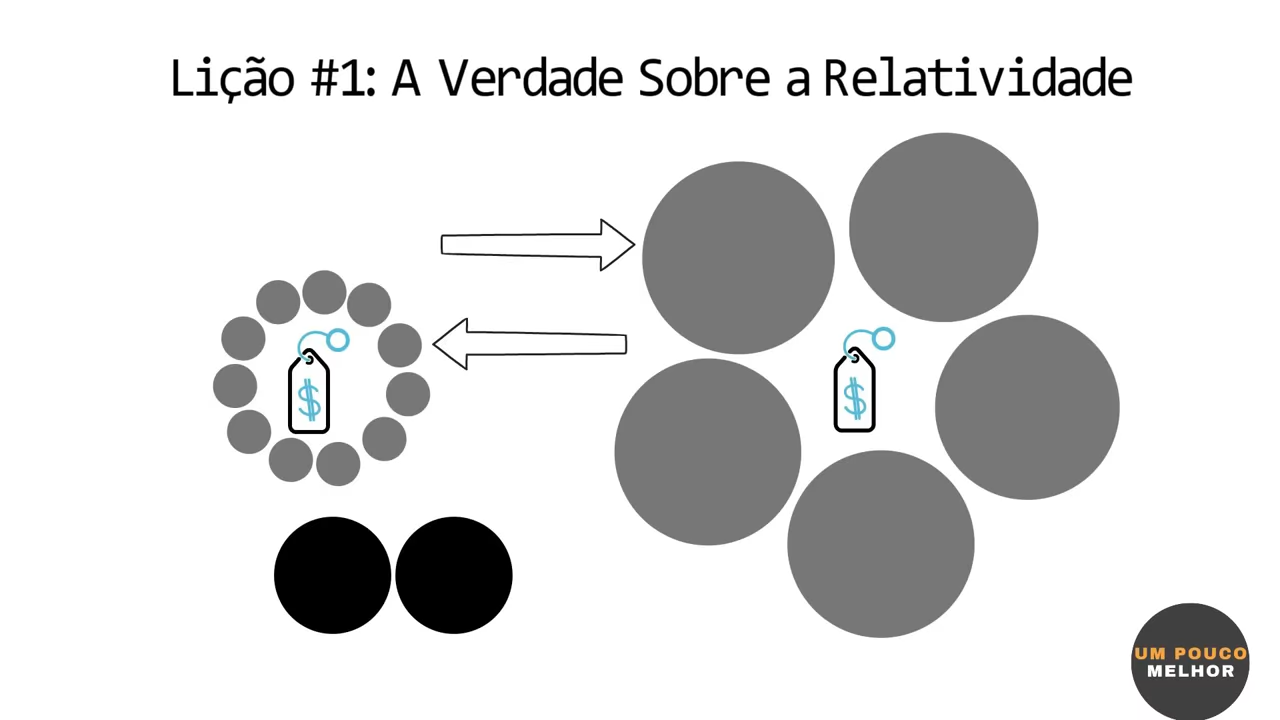 Lição #1: A Verdade Sobre a Relatividade
$
$
UM POUCO
MELHOR